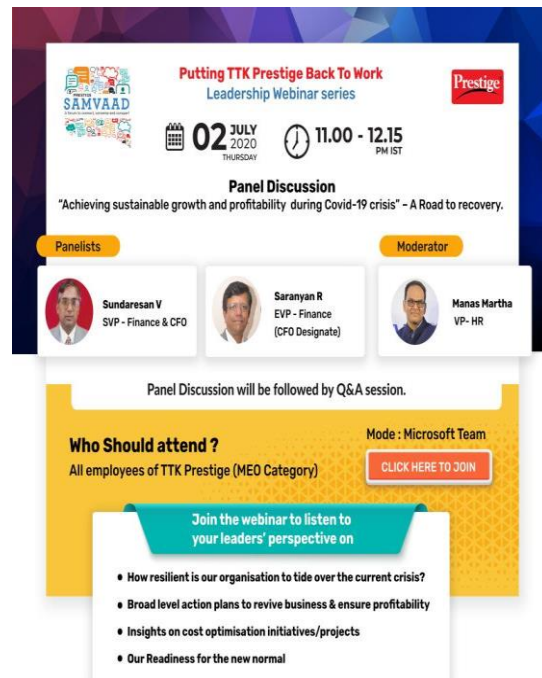 Putting TTK Prestige Back To Work
Leadership Webinar series
PRESTIGE
SAMVAAD
Prestige
02 JULY
2020
THURSDAY
11.00 - 12.15
PM IST
Panel Discussion
“Achieving sustainable growth and profitability during Covid-19 crisis” – A Road to recovery.
Panelists
Moderator
Sundaresan V
SVP - Finance & CFO
Saranyan R
EVP - Finance
(CFO Designate)
Manas Martha
VP- HR
Panel Discussion will be followed by Q&A session.
Who Should attend ?
All employees of TTK Prestige (MEO Category)
Mode : Microsoft Team
CLICK HERE TO JOIN
Join the webinar to listen to
your leaders’ perspective on
• How resilient is our organisation to tide over the current crisis?
• Broad level action plans to revive business & ensure profitability
• Insights on cost optimisation initiatives/projects
• Our Readiness for the new normal